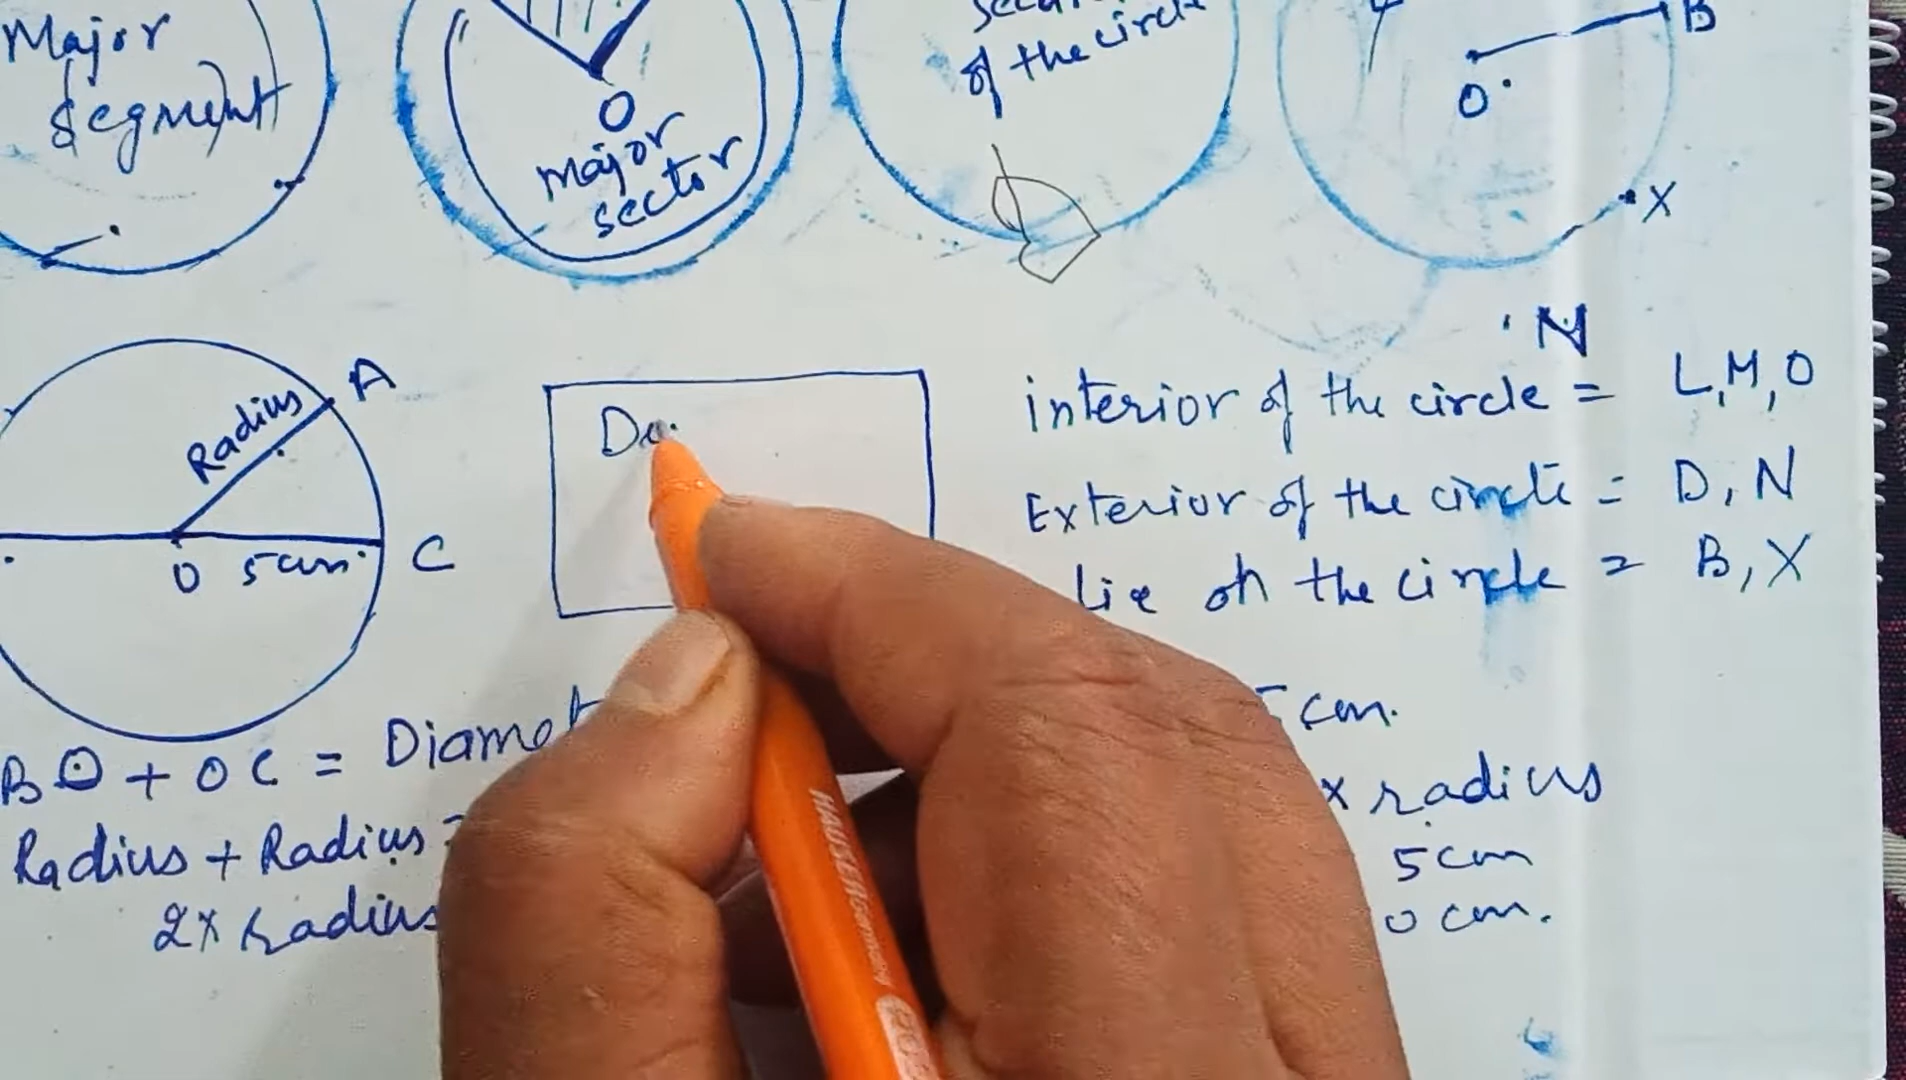 Major
Segment
O
Major
sector
of the circle
B
O
X
N
A
Radius
O 5cm C
interior of the circle = L, M, O
Exterior of the circle = D, N
Lie on the circle = B, X
BO + OC =
Radius + Radius =
2x radius
cm.
x radius
5cm
0 cm.